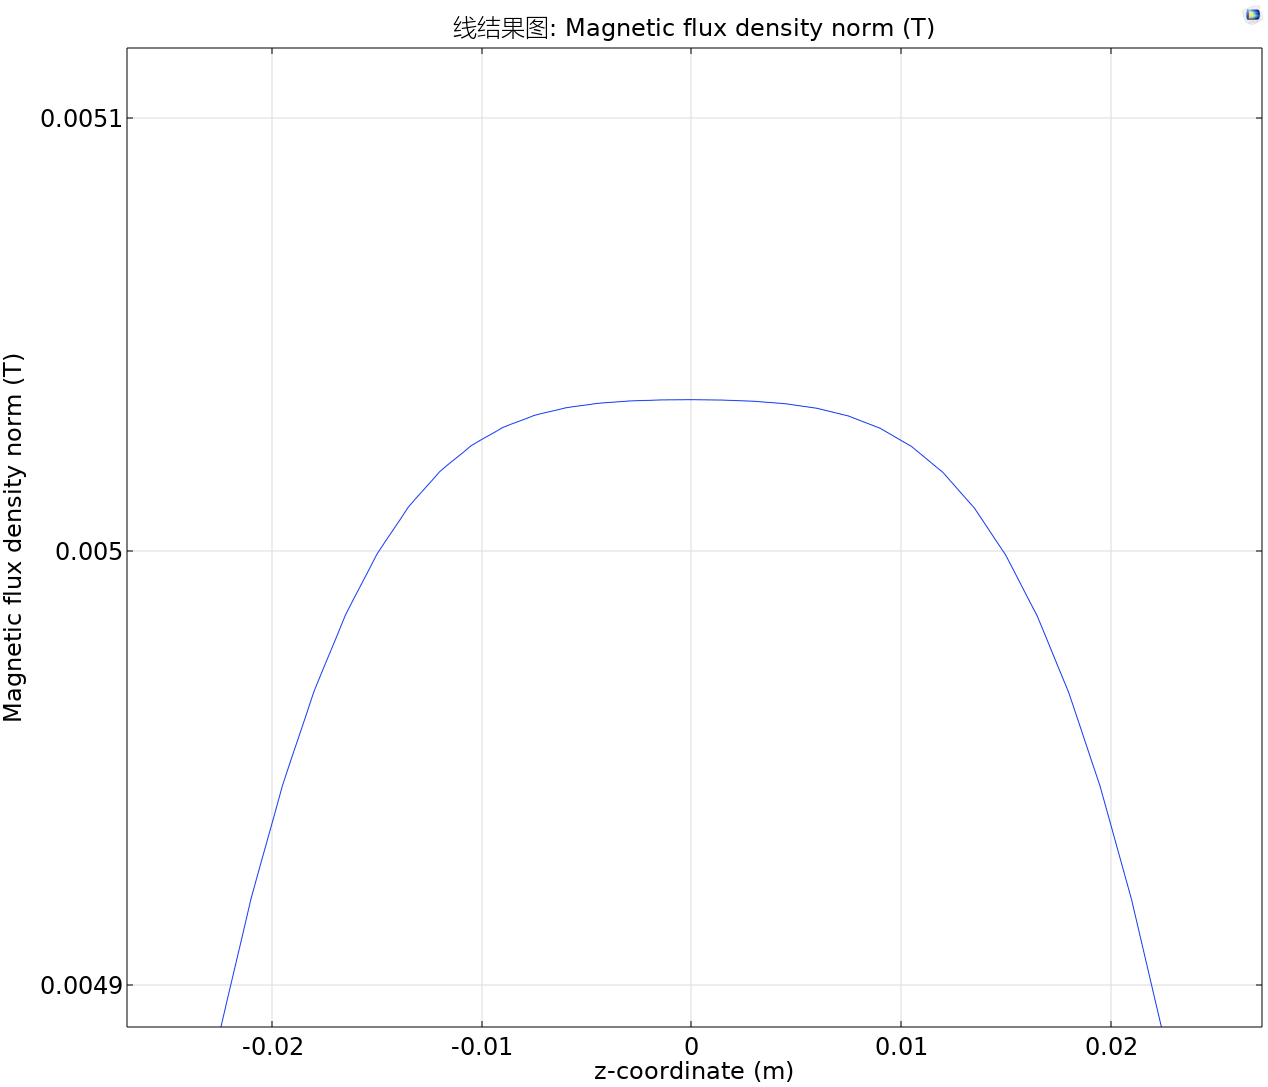 线结果图: Magnetic flux density norm (T)
Magnetic flux density norm (T)
0.0051
0.005
0.0049
-0.02
-0.01
0
0.01
0.02
z-coordinate (m)